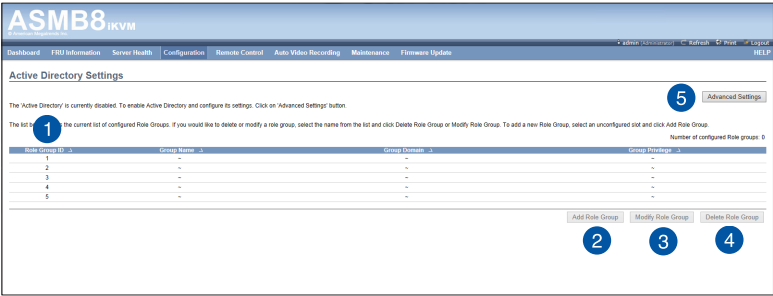 ASMB8 iKVM
© American Megatrends, Inc.
admin (Administrator) Refresh Print Logout
Dashboard FRU Information Server Health Configuration Remote Control Auto Video Recording Maintenance Firmware Update HELP
Active Directory Settings
5 Advanced Settings
The 'Active Directory' is currently disabled. To enable Active Directory and configure its settings. Click on 'Advanced Settings' button.
The list b the current list of configured Role Groups. If you would like to delete or modify a role group, select the name from the list and click Delete Role Group or Modify Role Group. To add a new Role Group, select an unconfigured slot and click Add Role Group.
1
Number of configured Role groups: 0
Role Group ID Group Name Group Domain Group Privilege
1 ~ ~ ~
2 ~ ~ ~
3 ~ ~ ~
4 ~ ~ ~
5 ~ ~ ~
Add Role Group Modify Role Group Delete Role Group
2 3 4